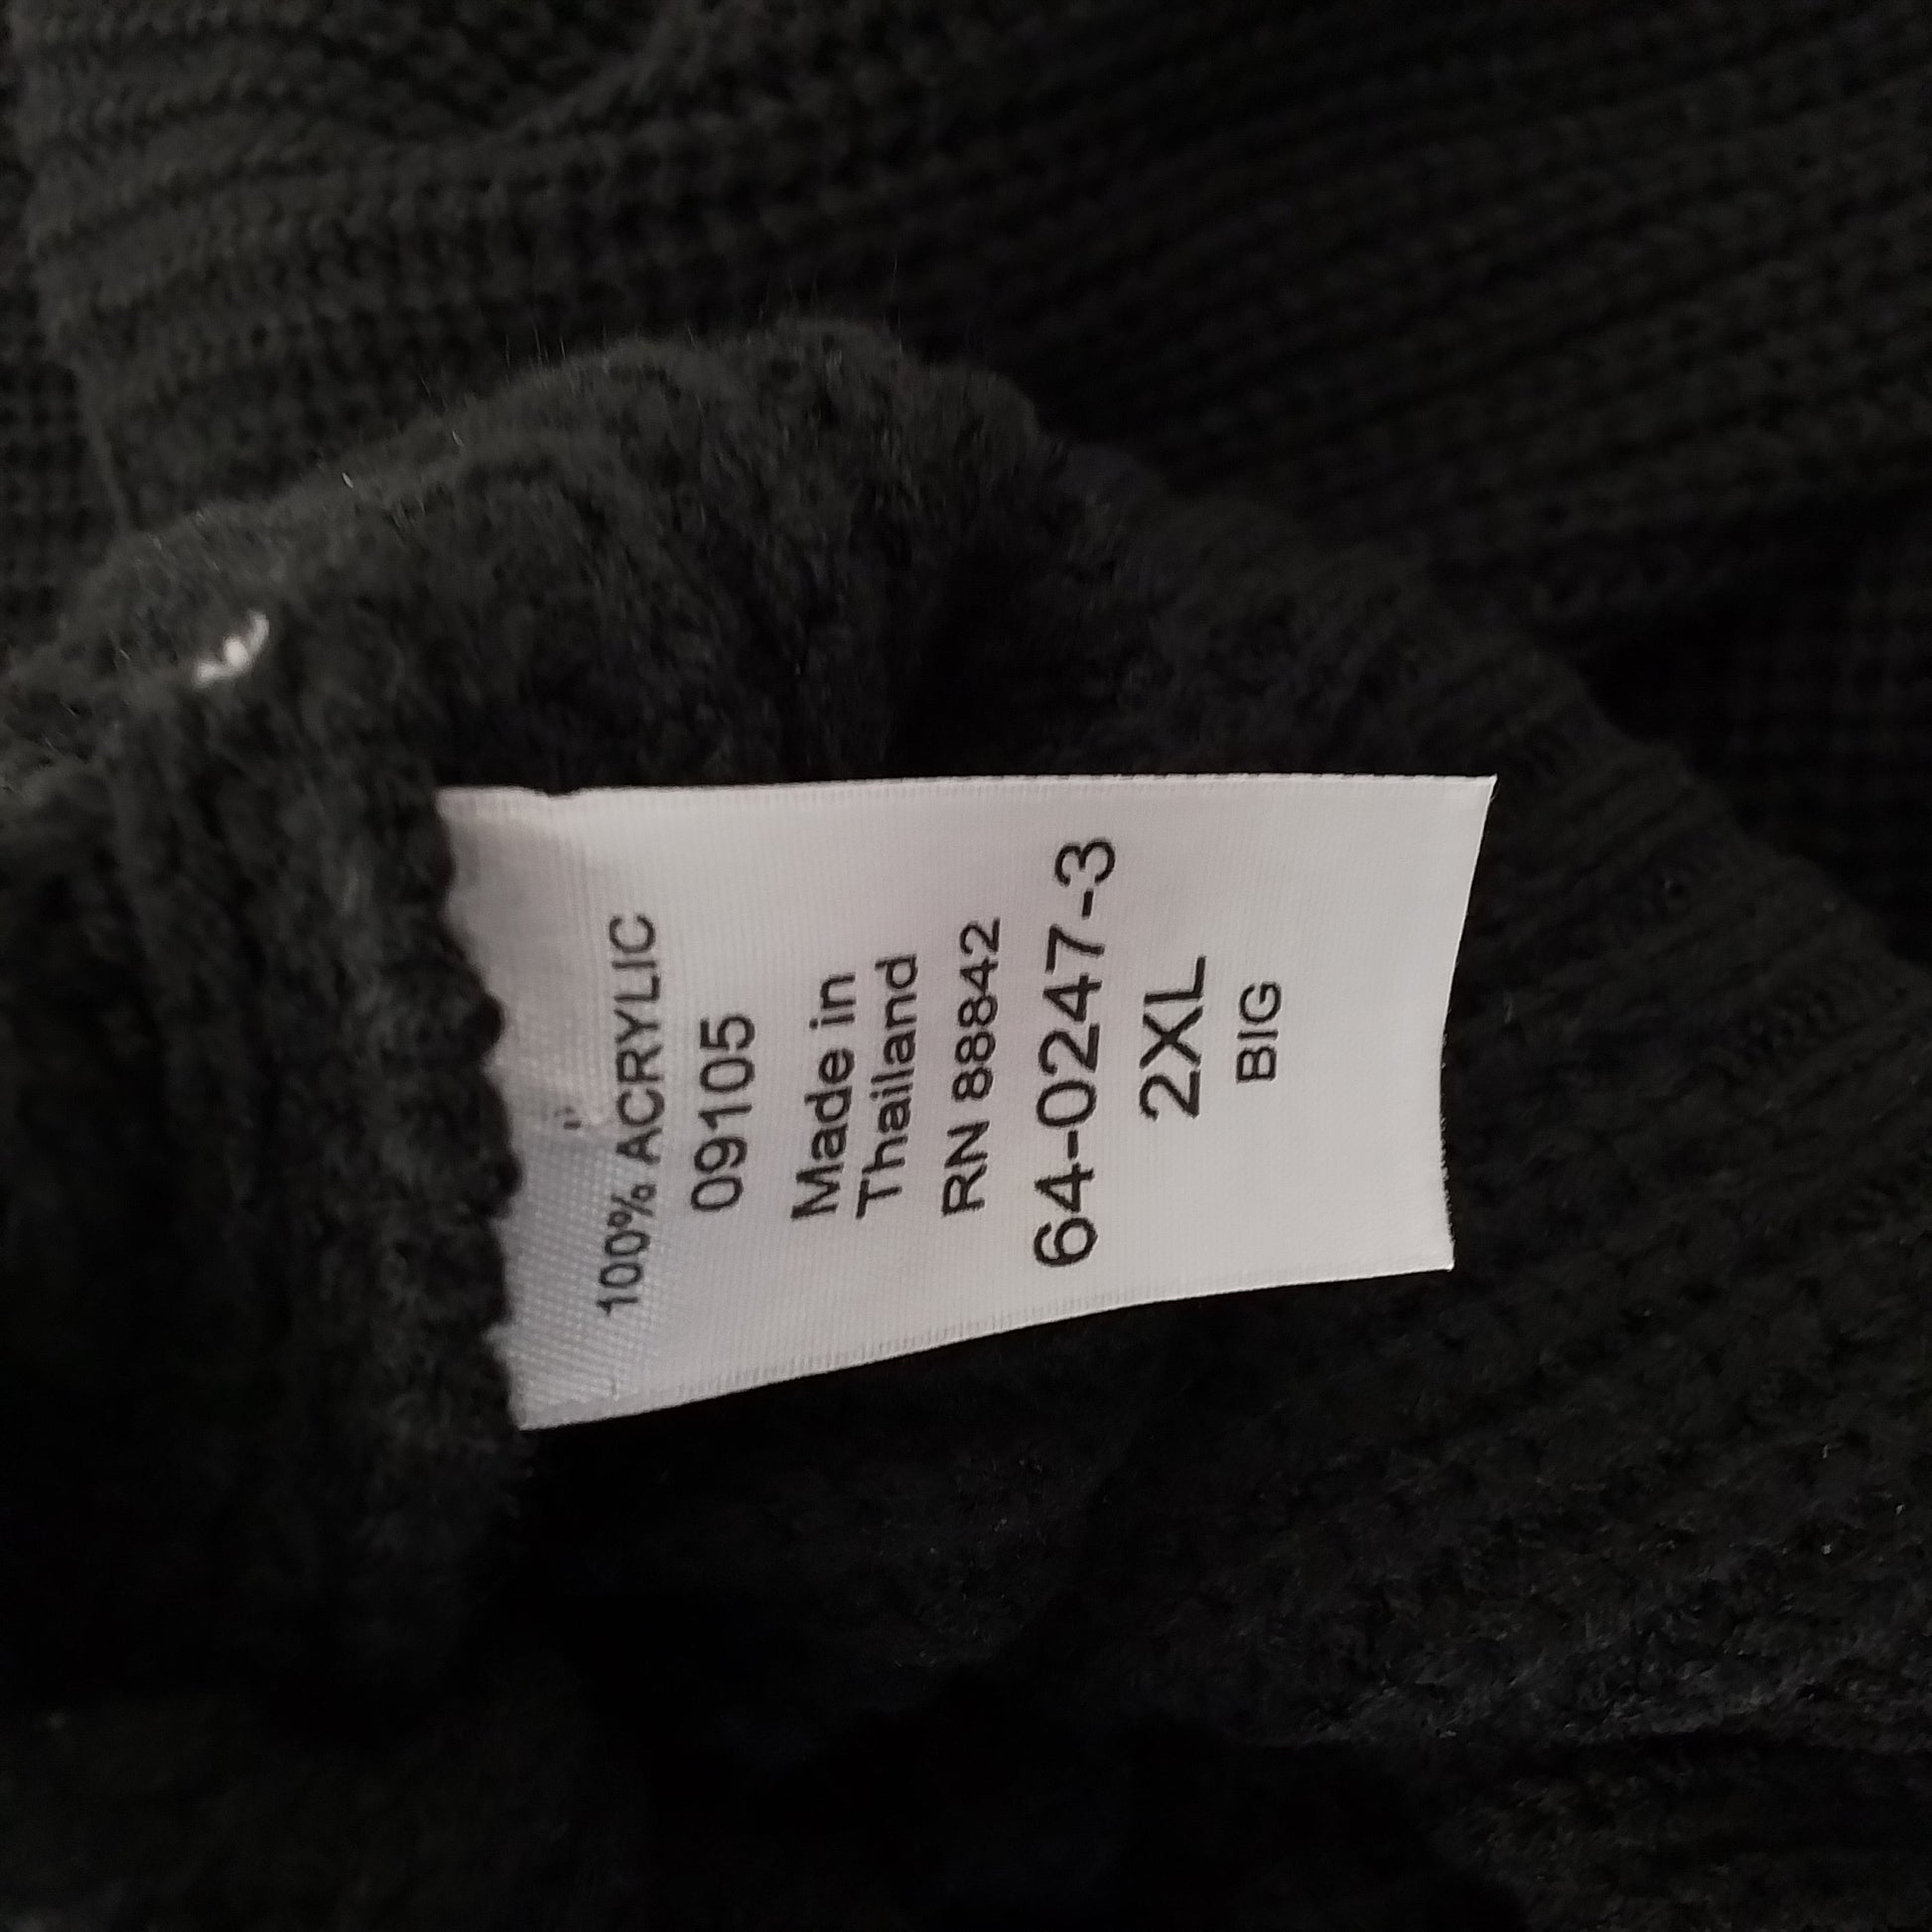 100% ACRYLIC
09105
Made in
Thailand
RN 88842
64-0247-3
2XL
BIG